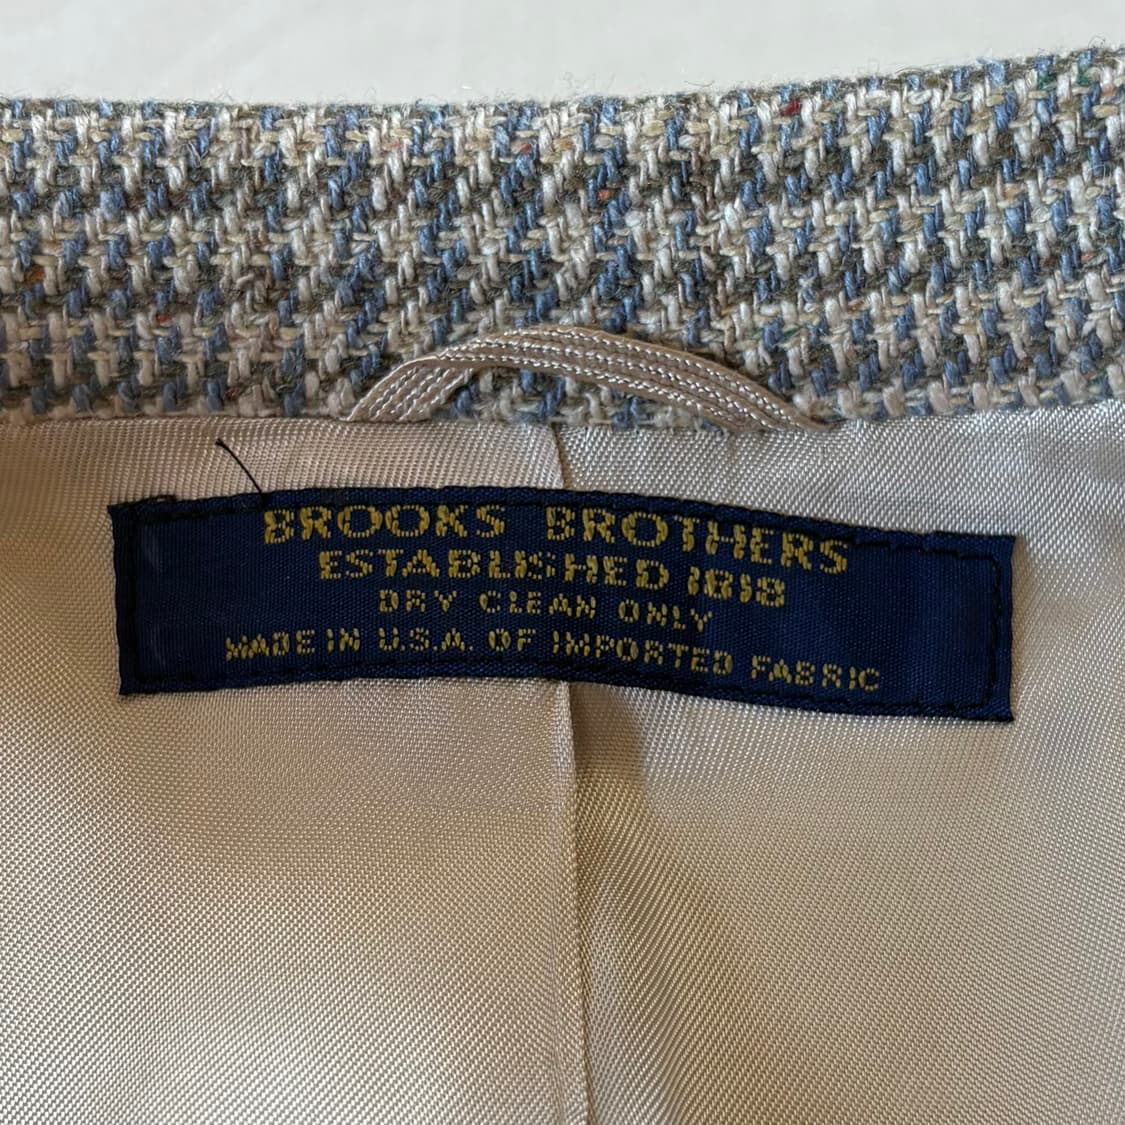 BROOKS BROTHERS
ESTABLISHED 1818
DRY CLEAN ONLY
MADE IN U.S.A. OF IMPORTED FABRIC